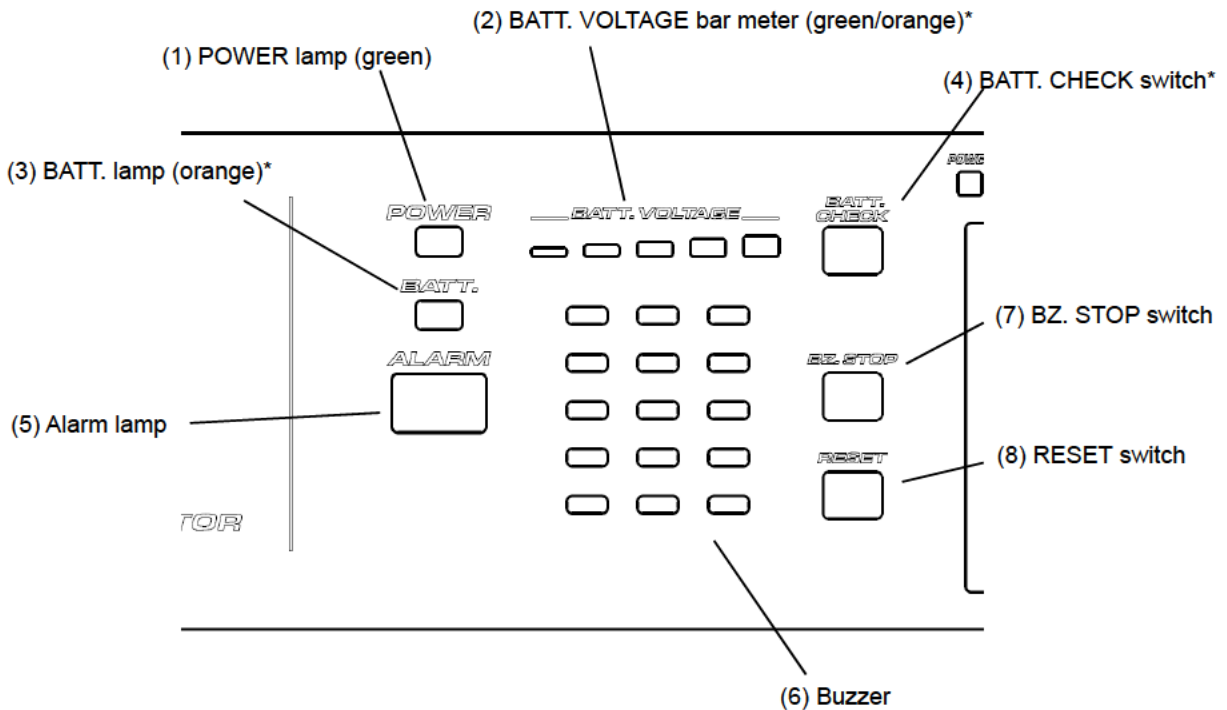 (2) BATT. VOLTAGE bar meter (green/orange)*
(1) POWER lamp (green)
(4) BATT. CHECK switch*
(3) BATT. lamp (orange)*
POWER
BATT. VOLTAGE
BATT.
CHECK
BATT.
(7) BZ. STOP switch
ALARM
BZ. STOP
(5) Alarm lamp
RESET
(8) RESET switch
TOR
(6) Buzzer